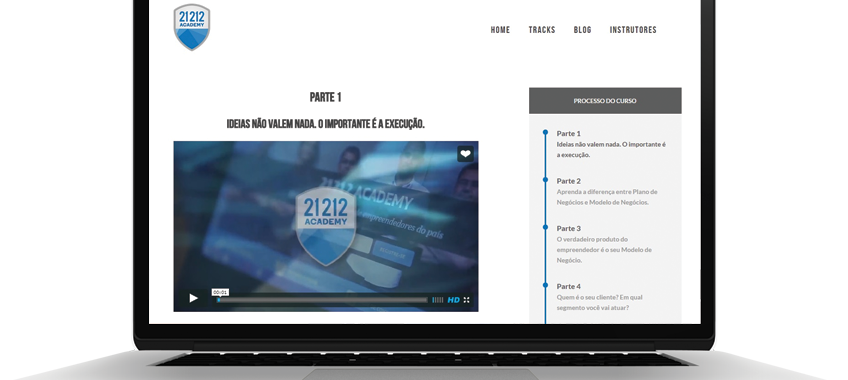 21212
ACADEMY
HOME TRACKS BLOG INSTRUTORES
PARTE 1
IDEIAS NÃO VALEM NADA. O IMPORTANTE É A EXECUÇÃO.
21212 ACADEMY
empreendedores do país
21212
ACADEMY
00:01
HD
PROCESSO DO CURSO
Parte 1
Ideias não valem nada. O importante é
a execução.
Parte 2
Aprenda a diferença entre Plano de
Negócios e Modelo de Negócios.
Parte 3
O verdadeiro produto do
empreendedor é o seu Modelo de
Negócio.
Parte 4
Quem é o seu cliente? Em qual
segmento você vai atuar?